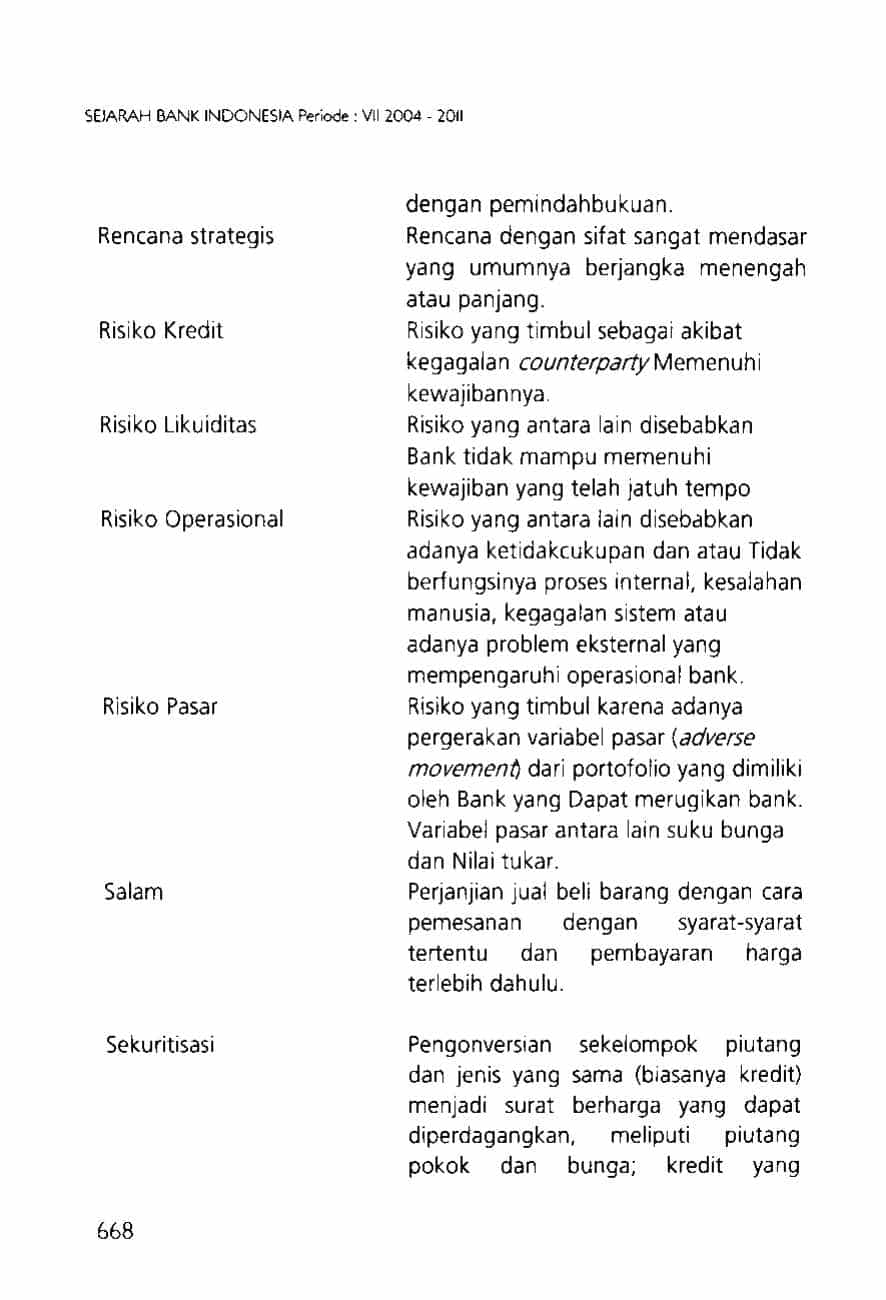 SEJARAH BANK INDONESIA Periode : VII 2004 - 2011
dengan pemindahbukuan.
Rencana strategis Rencana dengan sifat sangat mendasar
yang umumnya berjangka menengah
atau panjang.
Risiko Kredit Risiko yang timbul sebagai akibat
kegagalan counterparty Memenuhi
kewajibannya.
Risiko Likuiditas Risiko yang antara lain disebabkan
Bank tidak mampu memenuhi
kewajiban yang telah jatuh tempo
Risiko Operasional Risiko yang antara lain disebabkan
adanya ketidakcukupan dan atau Tidak
berfungsinya proses internal, kesalahan
manusia, kegagalan sistem atau
adanya problem eksternal yang
mempengaruhi operasional bank.
Risiko Pasar Risiko yang timbul karena adanya
pergerakan variabel pasar (adverse
movement) dari portofolio yang dimiliki
oleh Bank yang Dapat merugikan bank.
Variabel pasar antara lain suku bunga
dan Nilai tukar.
Salam Perjanjian jual beli barang dengan cara
pemesanan dengan syarat-syarat
tertentu dan pembayaran harga
terlebih dahulu.
Sekuritisasi Pengonversian sekelompok piutang
dan jenis yang sama (biasanya kredit)
menjadi surat berharga yang dapat
diperdagangkan, meliputi piutang
pokok dan bunga; kredit yang
668